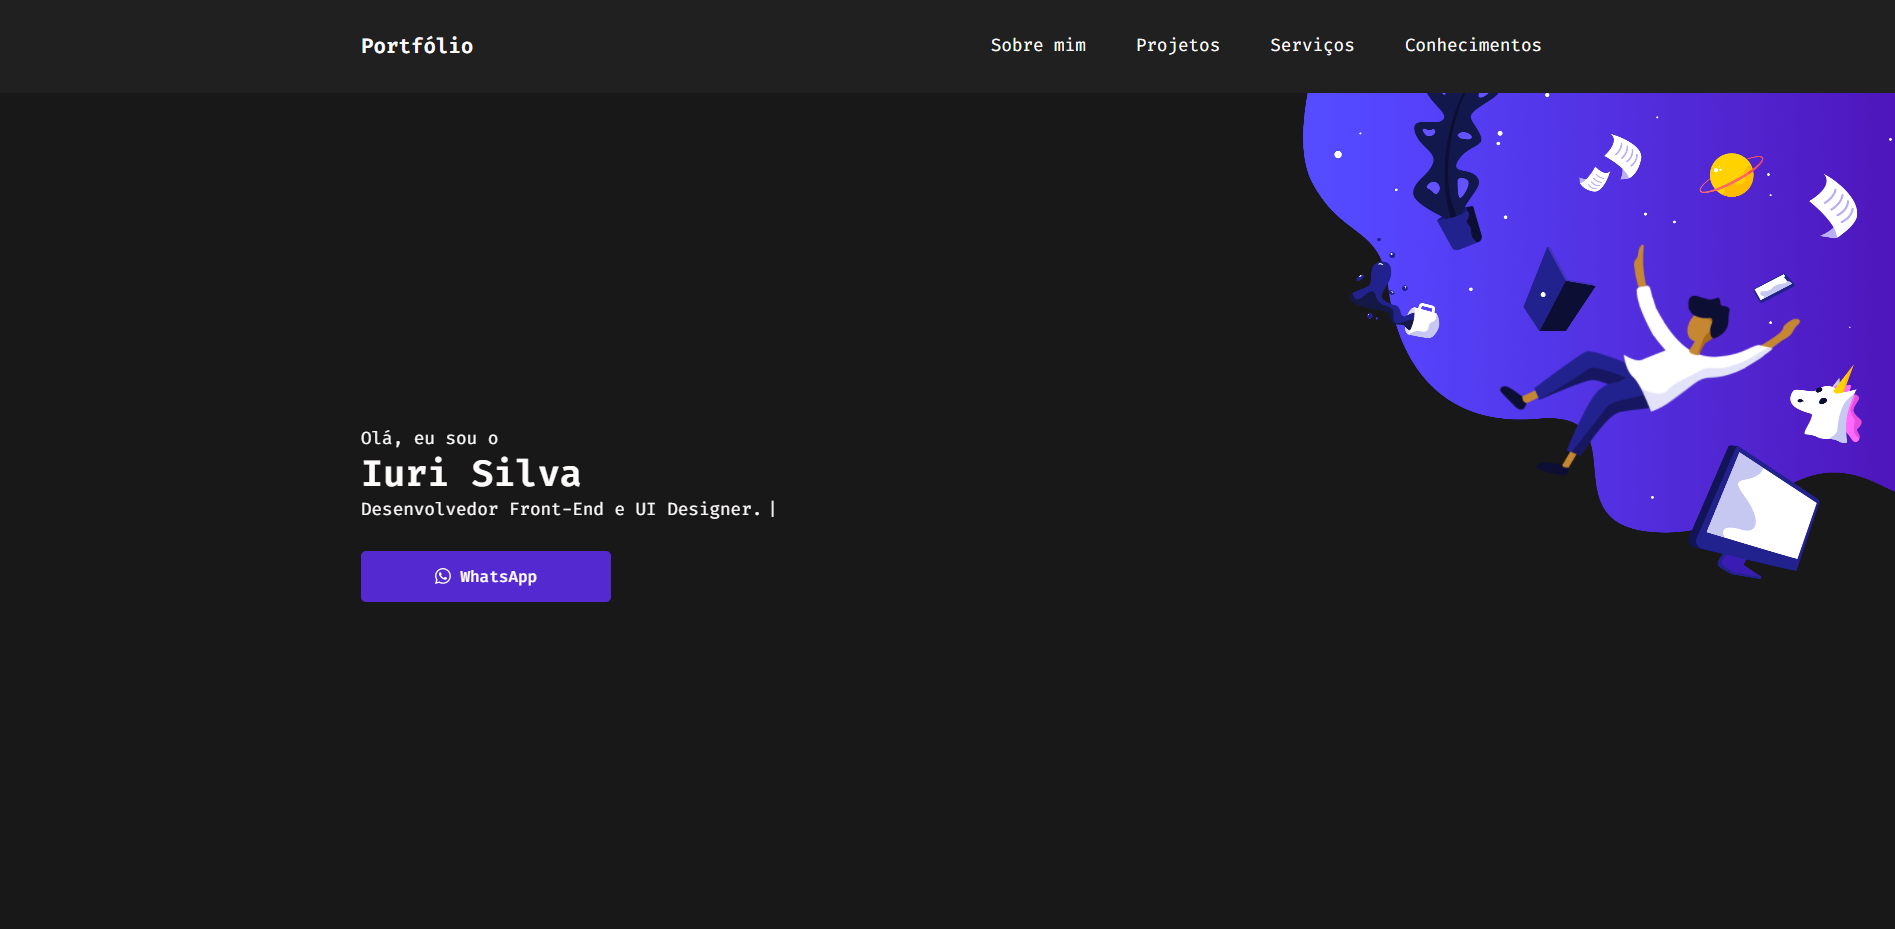 Portfólio
Sobre mim
Projetos
Serviços
Conhecimentos
Olá, eu sou o
Iuri Silva
Desenvolvedor Front-End e UI Designer.|
WhatsApp